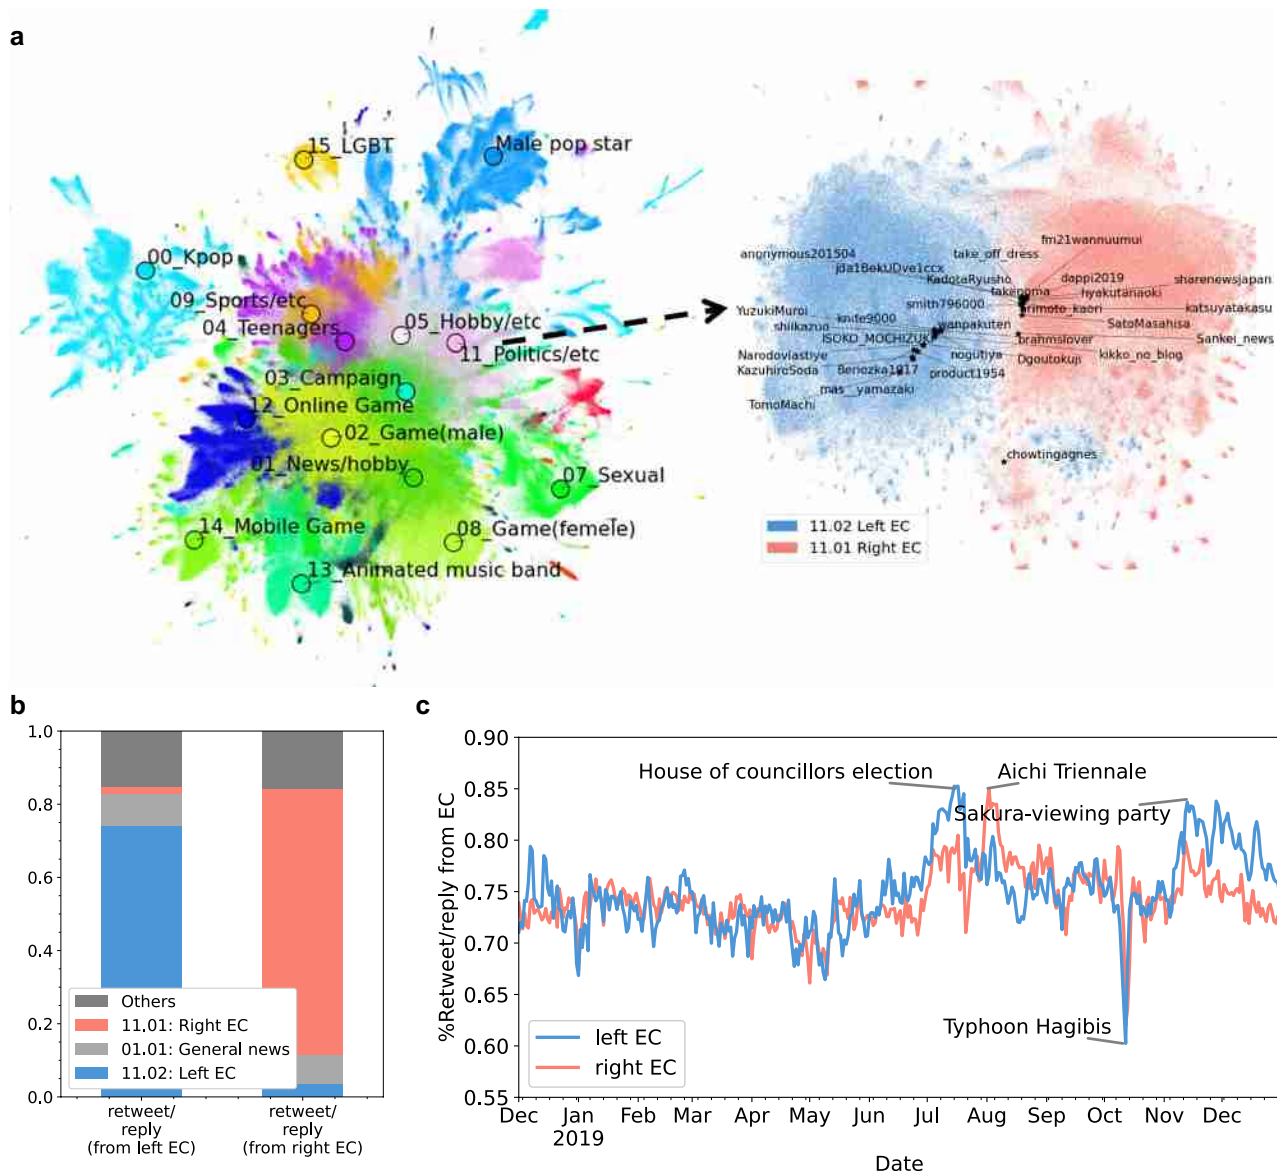 a
15_LGBT
Male pop star
00_Kpop
09_Sports/etc
04_Teenagers
05_Hobby/etc
11_Politics/etc
03_Campaign
12_Online Game
02_Game(male)
01_News/hobby
07_Sexual
14_Mobile Game
08_Game(femele)
13_Animated music band
fm21wannuumui
anonymous201504
take_off_dress
jda1BekUDve1ccx
KadotaRyusho
dappi2019
sharenewsjapan
takenoma
hyakutanaoki
YuzukiMuroi
smith796000
arimoto_kaori
katsuyatakasu
shiikazuo
knite9000
wanpakuten
SatoMasahisa
ISOKO_MOCHIZUKI
brahmslover
Sankei_news
Narodovlastiye
nogutiya
Dgoutokuji
kikko_no_blog
KazuhiroSoda
Beriozka1917
product1954
mas__yamazaki
TomoMachi
chowtingagnes
11.02 Left EC
11.01 Right EC
b
1.0
0.8
0.6
0.4
0.2
0.0
Others
11.01: Right EC
01.01: General news
11.02: Left EC
retweet/
reply
(from left EC)
retweet/
reply
(from right EC)
c
%Retweet/reply from EC
0.90
0.85
0.80
0.75
0.70
0.65
0.60
0.55
House of councillors election
Aichi Triennale
Sakura-viewing party
Typhoon Hagibis
left EC
right EC
Dec Jan Feb Mar Apr May Jun Jul Aug Sep Oct Nov Dec
2019
Date